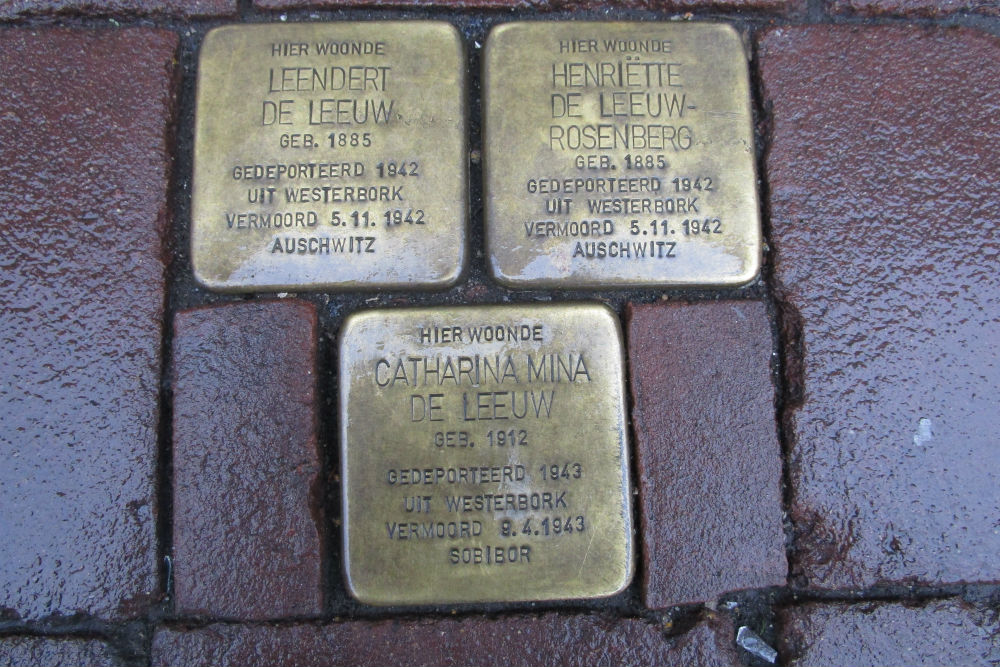 HIER WOONDE
LEENDERT
DE LEEUW
GEB. 1885
GEDEPORTEERD 1942
UIT WESTERBORK
VERMOORD 5.11.1942
AUSCHWITZ
HIER WOONDE
HENRIËTTE
DE LEEUW-
ROSENBERG
GEB. 1885
GEDEPORTEERD 1942
UIT WESTERBORK
VERMOORD 5.11.1942
AUSCHWITZ
HIER WOONDE
CATHARINA MINA
DE LEEUW
GEB. 1912
GEDEPORTEERD 1943
UIT WESTERBORK
VERMOORD 9.4.1943
SOBIBOR